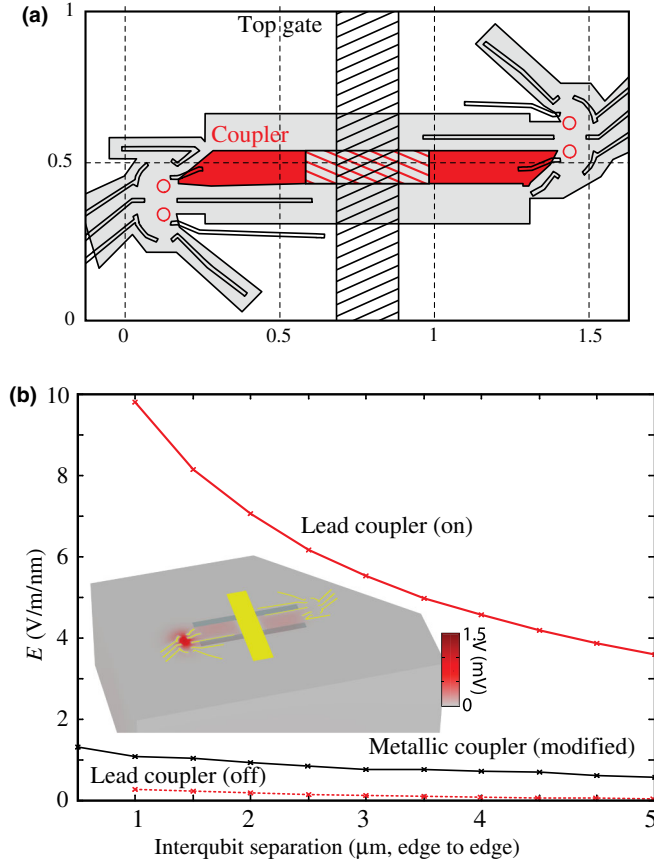 (a)
1
Top gate
Coupler
0.5
0
0
0.5
1
1.5
(b)
10
8
Lead coupler (on)
6
E (V/m/nm)
1.5
V (mV)
0
4
2
Metallic coupler (modified)
Lead coupler (off)
0
1
2
3
4
5
Interqubit separation (μm, edge to edge)